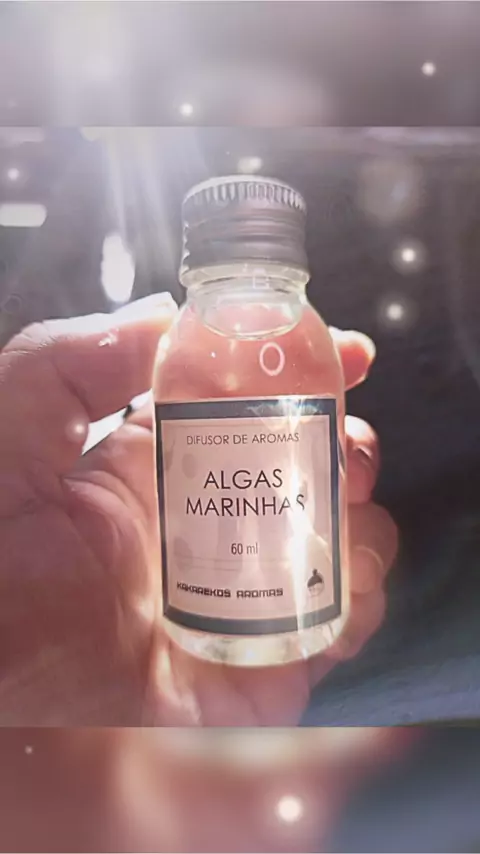 DIFUSOR DE AROMAS
ALGAS
MARINHAS
60 ml
KAKAREKOS AROMAS